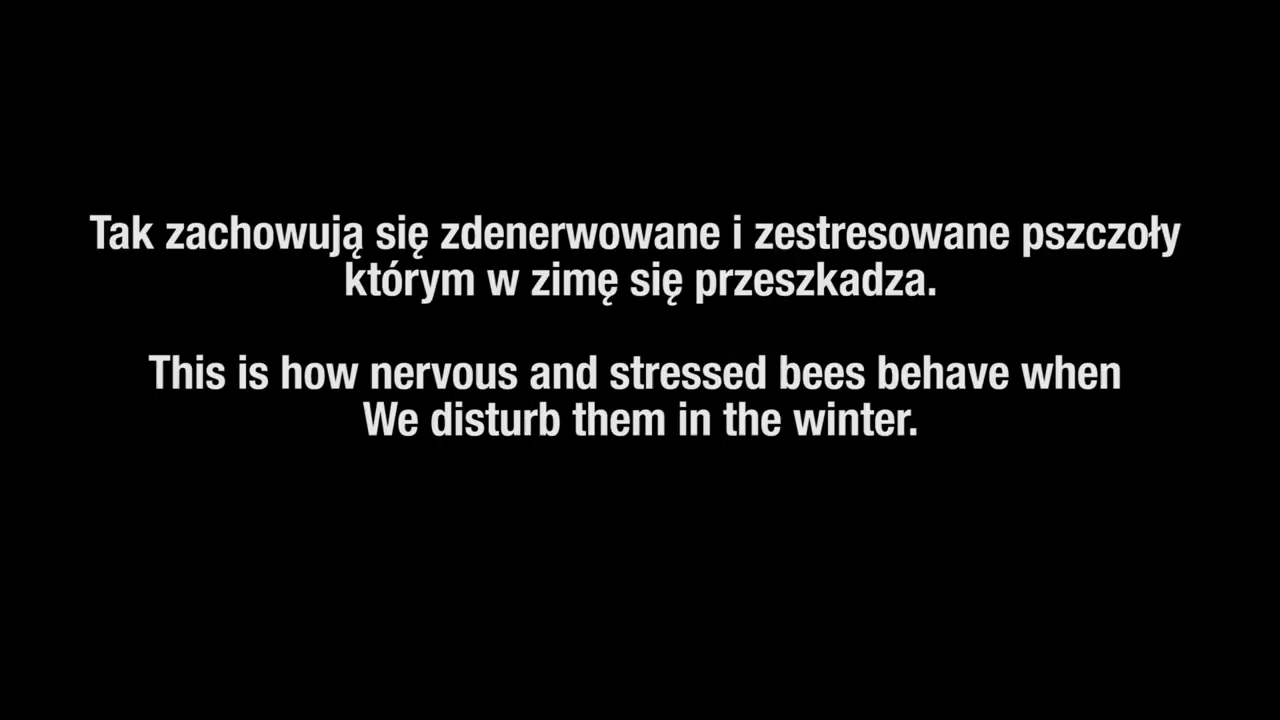 Tak zachowują się zdenerwowane i zestresowane pszczoły
którym w zimę się przeszkadza.
This is how nervous and stressed bees behave when
We disturb them in the winter.